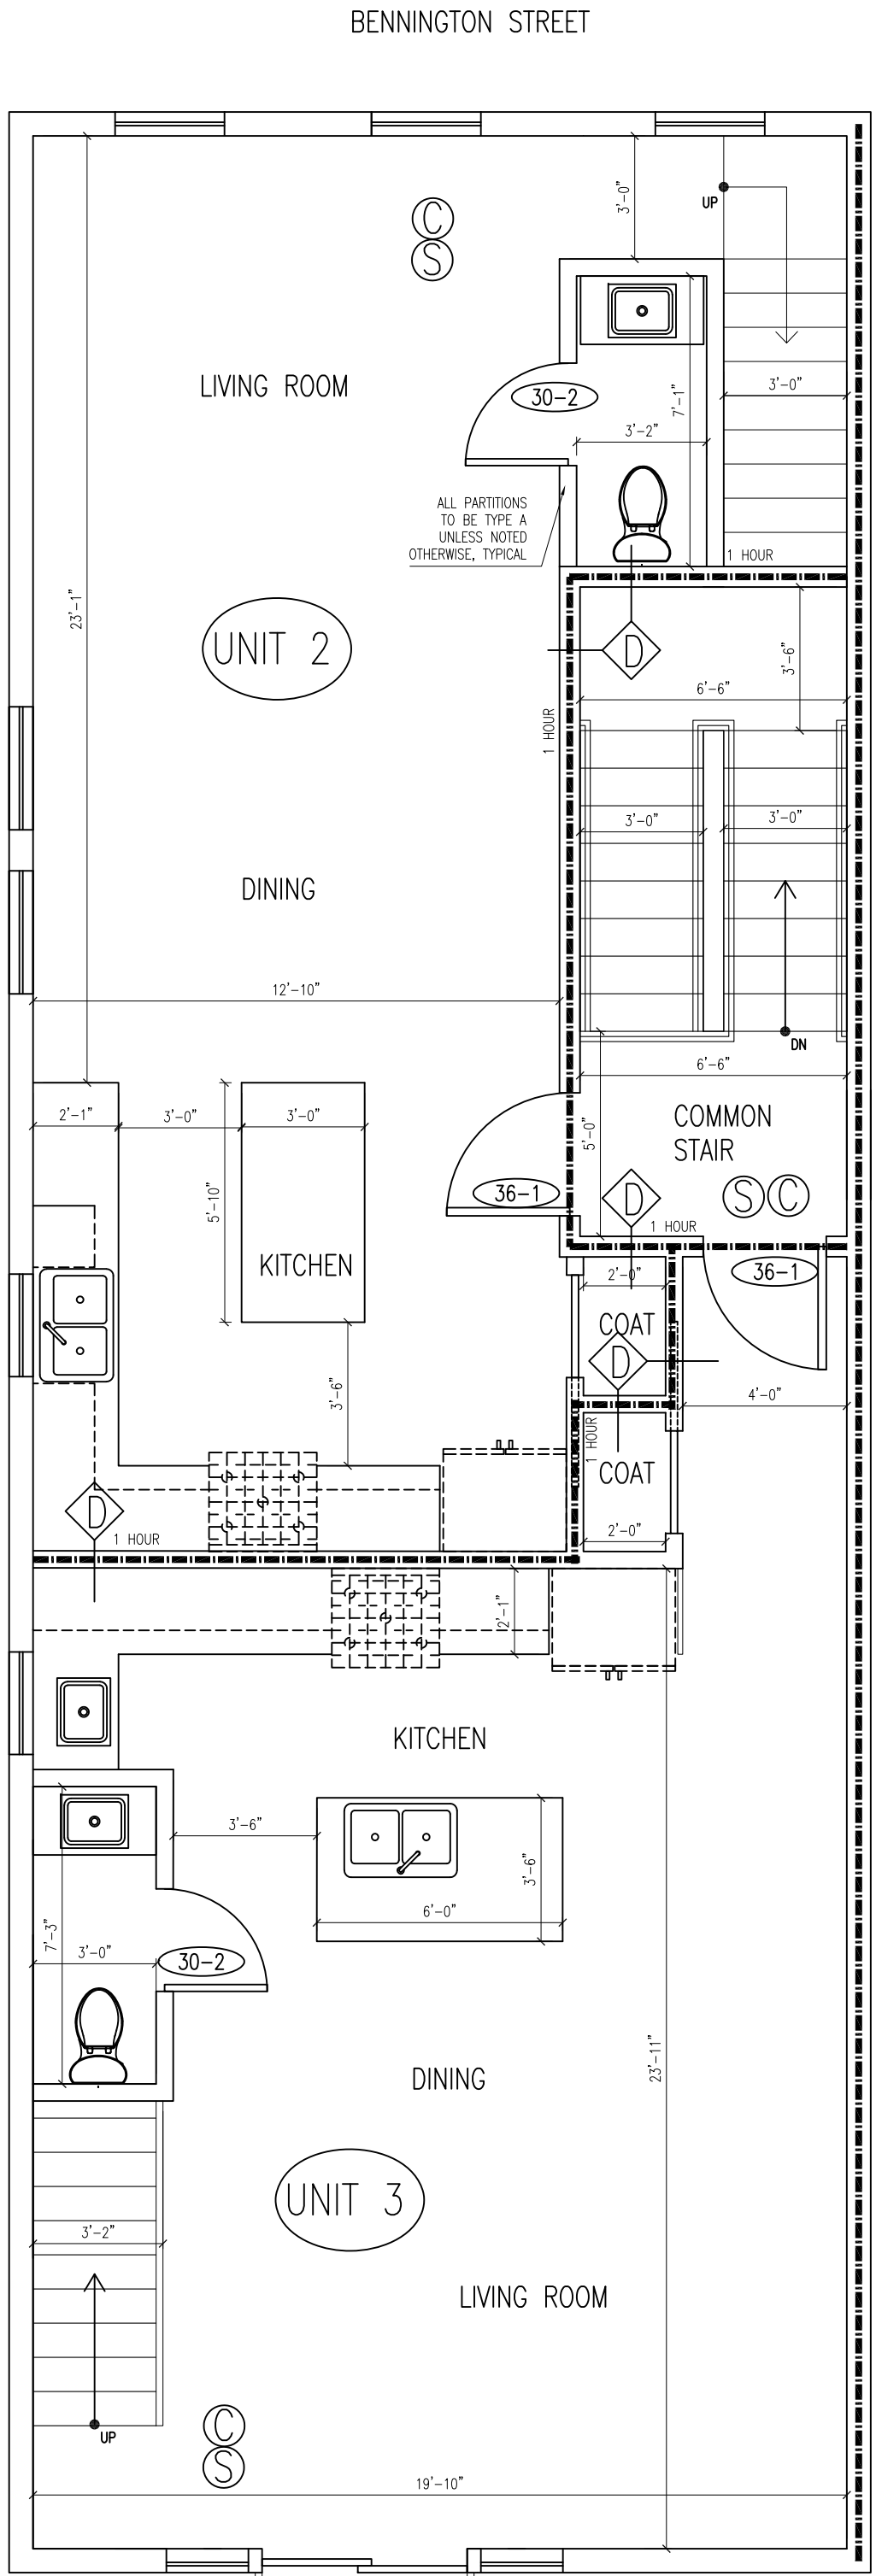 BENNINGTON STREET
3'-0"
UP
C
S
LIVING ROOM
30-2
7'-1"
3'-0"
3'-2"
ALL PARTITIONS
TO BE TYPE A
UNLESS NOTED
OTHERWISE, TYPICAL
1 HOUR
23'-1"
UNIT 2
D
3'-6"
6'-6"
1 HOUR
3'-0"
3'-0"
DINING
12'-10"
DN
6'-6"
2'-1"
3'-0"
3'-0"
5'-10"
5'-0"
COMMON
STAIR
36-1
D
S C
1 HOUR
KITCHEN
2'-0"
36-1
COAT
D
3'-6"
4'-0"
1 HOUR
COAT
D
1 HOUR
2'-0"
2'-1"
KITCHEN
3'-6"
3'-6"
6'-0"
7'-3"
3'-0"
30-2
23'-11"
DINING
UNIT 3
3'-2"
LIVING ROOM
UP
C
S
19'-10"